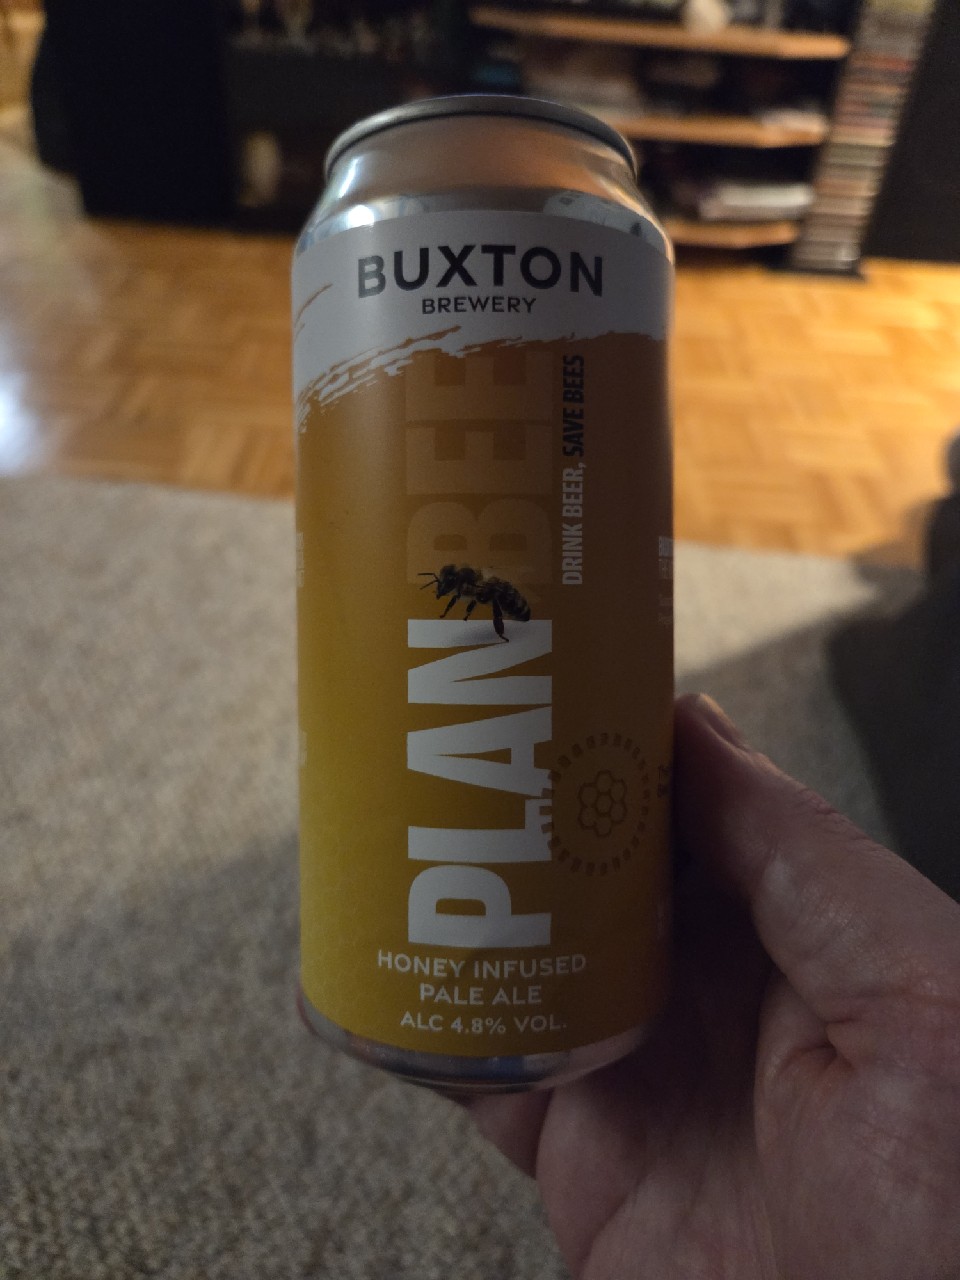 BUXTON
BREWERY
PLAN BEE
DRINK BEER, SAVE BEES
HONEY INFUSED
PALE ALE
ALC 4.8% VOL.